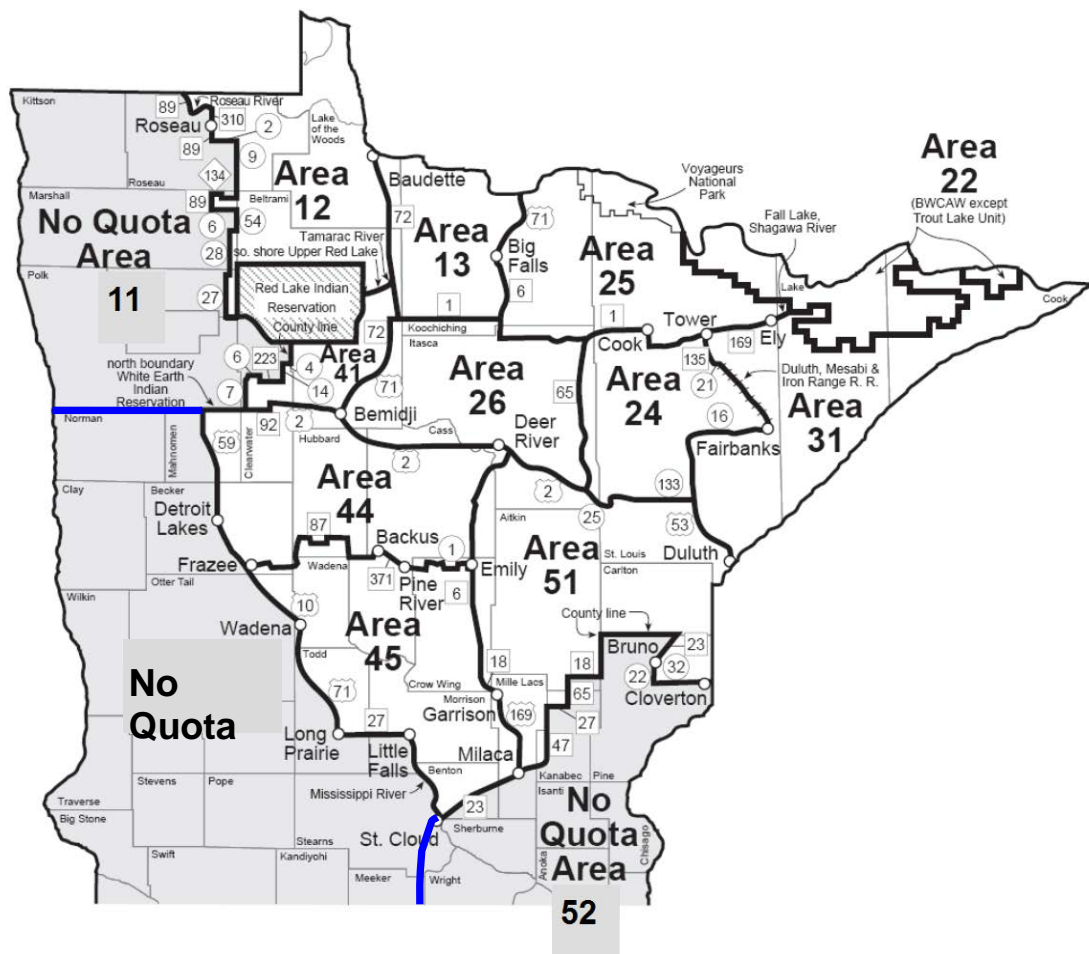 Kittson
89
Roseau River
310
Roseau
2
89
Lake
of the
Woods
9
134
Roseau
Area
12
Baudette
Marshall
89
Beltrami
No Quota
Area
11
6
54
28
Tamarac River
so. shore Upper Red Lake
72
Area
13
71
Big
Falls
6
Voyageurs
National
Park
Area
22
(BWCAW except
Trout Lake Unit)
Fall Lake,
Shagawa River
Area
25
Polk
27
Red Lake Indian
Reservation
County line
1
Koochiching
Itasca
1
Cook
Tower
Lake
Ely
Cook
169
135
21
Duluth, Mesabi &
Iron Range R. R.
north boundary
White Earth
Indian
Reservation
6
223
4
14
7
72
Area
41
71
Area
26
65
Area
24
16
Area
31
Norman
Mahnomen
59
Clearwater
92
2
Hubbard
Bemidji
Cass
Deer
River
Fairbanks
Clay
Becker
Detroit
Lakes
Area
44
2
2
133
25
53
87
Backus
Aitkin
Frazee
Wadena
371
Pine
River
1
Emily
6
Area
51
St. Louis
Carlton
Duluth
Otter Tail
Wilkin
10
Wadena
Area
45
County line
Bruno
23
32
22
Cloverton
No
Quota
Todd
71
Crow Wing
18
Mille Lacs
18
65
Morrison
Garrison
169
27
27
47
Long
Prairie
Little
Falls
Milaca
Benton
Mississippi River
Kanabec
Pine
Isanti
Stevens
Pope
Traverse
Big Stone
23
St. Cloud
Sherburne
Stearns
No
Quota
Area
52
Anoka
Chisago
Swift
Kandiyohi
Meeker
Wright